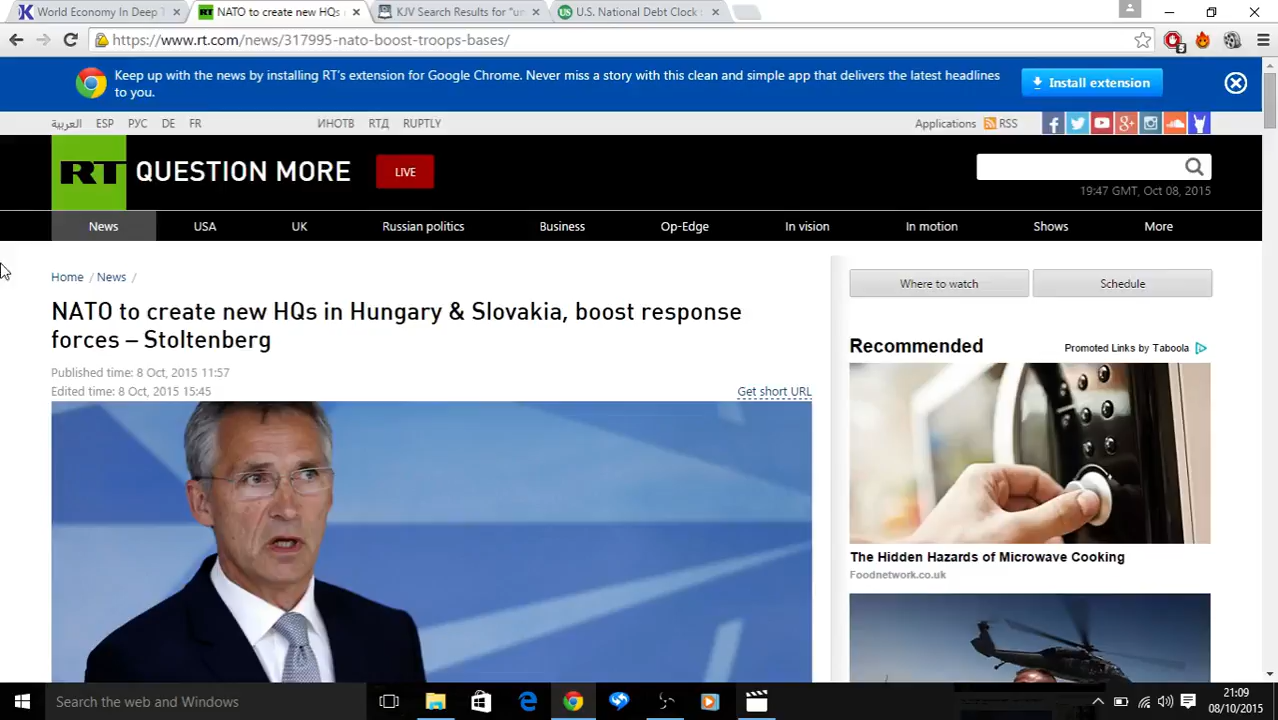 World Economy In Deep T
NATO to create new HQs
KJV Search Results for "un
U.S. National Debt Clock
https://www.rt.com/news/317995-nato-boost-troops-bases/
Keep up with the news by installing RT's extension for Google Chrome. Never miss a story with this clean and simple app that delivers the latest headlines
to you.
Install extension
العربية ESP РУС DE FR ИНОТВ РТД RUPTLY Applications RSS
RT QUESTION MORE LIVE
19:47 GMT, Oct 08, 2015
News USA UK Russian politics Business Op-Edge In vision In motion Shows More
Home / News /
Where to watch Schedule
NATO to create new HQs in Hungary & Slovakia, boost response
forces – Stoltenberg
Published time: 8 Oct, 2015 11:57
Edited time: 8 Oct, 2015 15:45
Get short URL
Recommended
Promoted Links by Taboola
The Hidden Hazards of Microwave Cooking
Foodnetwork.co.uk
Search the web and Windows
21:09
08/10/2015